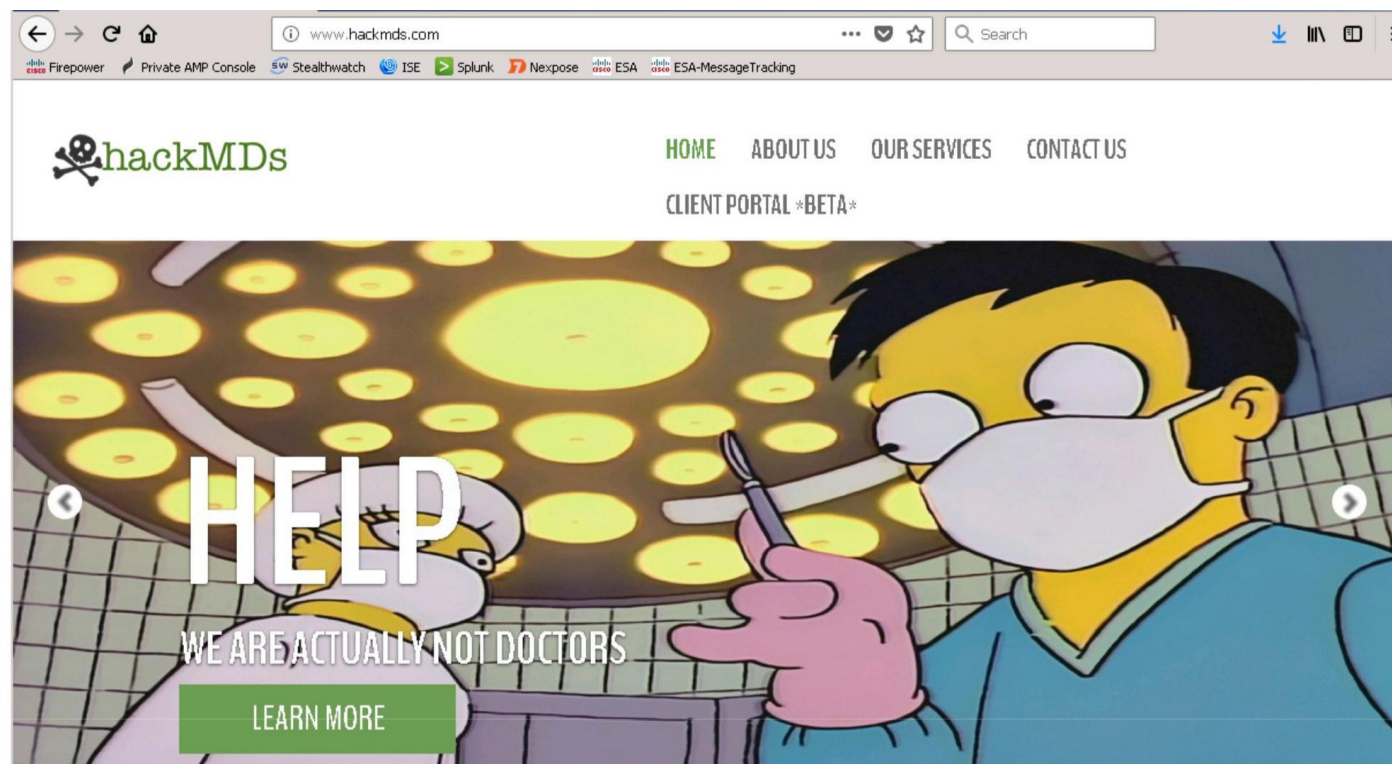 www.hackmds.com
Search
Firepower Private AMP Console Stealthwatch ISE Splunk Nexpose ESA ESA-MessageTracking
hackMDs
HOME ABOUT US OUR SERVICES CONTACT US
CLIENT PORTAL *BETA*
HELP
WE ARE ACTUALLY NOT DOCTORS
LEARN MORE